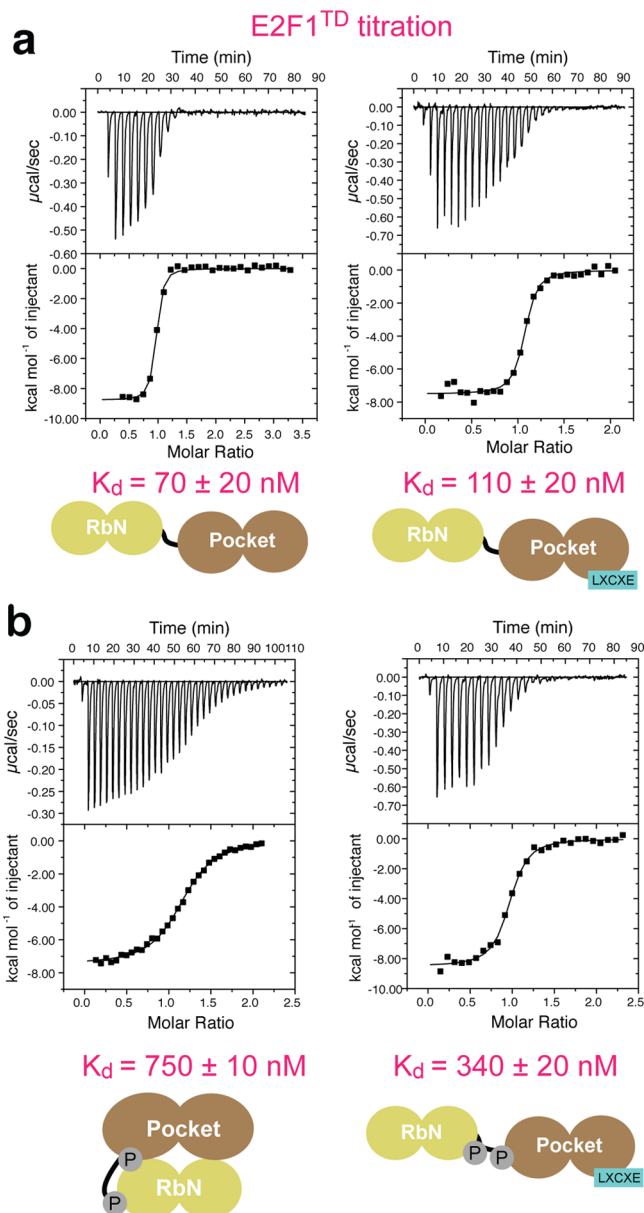 E2F1TD titration
a
Time (min)
0 10 20 30 40 50 60 70 80 90
0.00
-0.10
-0.20
-0.30
-0.40
-0.50
-0.60
µcal/sec
0.00
-2.00
-4.00
-6.00
-8.00
-10.00
kcal mol-1 of injectant
0.0 0.5 1.0 1.5 2.0 2.5 3.0 3.5
Molar Ratio
Kd = 70 ± 20 nM
RbN
Pocket
Time (min)
0 10 20 30 40 50 60 70 80 90
0.00
-0.10
-0.20
-0.30
-0.40
-0.50
-0.60
-0.70
µcal/sec
0.00
-2.00
-4.00
-6.00
-8.00
kcal mol-1 of injectant
0.0 0.5 1.0 1.5 2.0
Molar Ratio
Kd = 110 ± 20 nM
RbN
Pocket
LXCXE
b
Time (min)
0 10 20 30 40 50 60 70 80 90 100110
0.00
-0.05
-0.10
-0.15
-0.20
-0.25
-0.30
µcal/sec
0.00
-2.00
-4.00
-6.00
-8.00
kcal mol-1 of injectant
0.0 0.5 1.0 1.5 2.0 2.5
Molar Ratio
Kd = 750 ± 10 nM
Pocket
P
RbN
P
Time (min)
0 10 20 30 40 50 60 70 80 90
0.00
-0.10
-0.20
-0.30
-0.40
-0.50
-0.60
-0.70
µcal/sec
0.00
-2.00
-4.00
-6.00
-8.00
-10.00
kcal mol-1 of injectant
0.0 0.5 1.0 1.5 2.0 2.5
Molar Ratio
Kd = 340 ± 20 nM
RbN
P P
Pocket
LXCXE